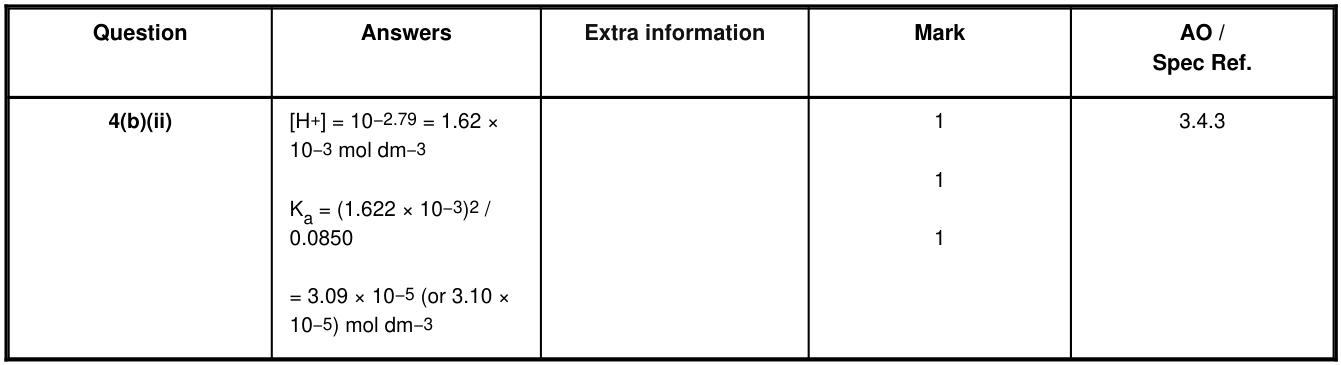 Question Answers Extra information Mark AO /
Spec Ref.
4(b)(ii) [H+] = 10−2.79 = 1.62 × 1 3.4.3
10−3 mol dm−3
1
Ka = (1.622 × 10−3)2 /
0.0850 1
= 3.09 × 10−5 (or 3.10 ×
10−5) mol dm−3